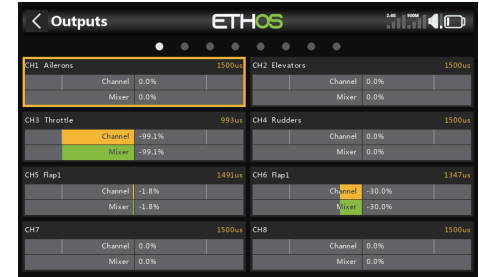 Outputs
ETHOS
2.4G 900M
CH1 Ailerons 1500us
Channel 0.0%
Mixer 0.0%
CH2 Elevators 1500us
Channel 0.0%
Mixer 0.0%
CH3 Throttle 993us
Channel -99.1%
Mixer -99.1%
CH4 Rudders 1500us
Channel 0.0%
Mixer 0.0%
CH5 Flap1 1491us
Channel -1.8%
Mixer -1.8%
CH6 Flap1 1347us
Channel -30.0%
Mixer -30.0%
CH7 1500us
Channel 0.0%
Mixer 0.0%
CH8 1500us
Channel 0.0%
Mixer 0.0%